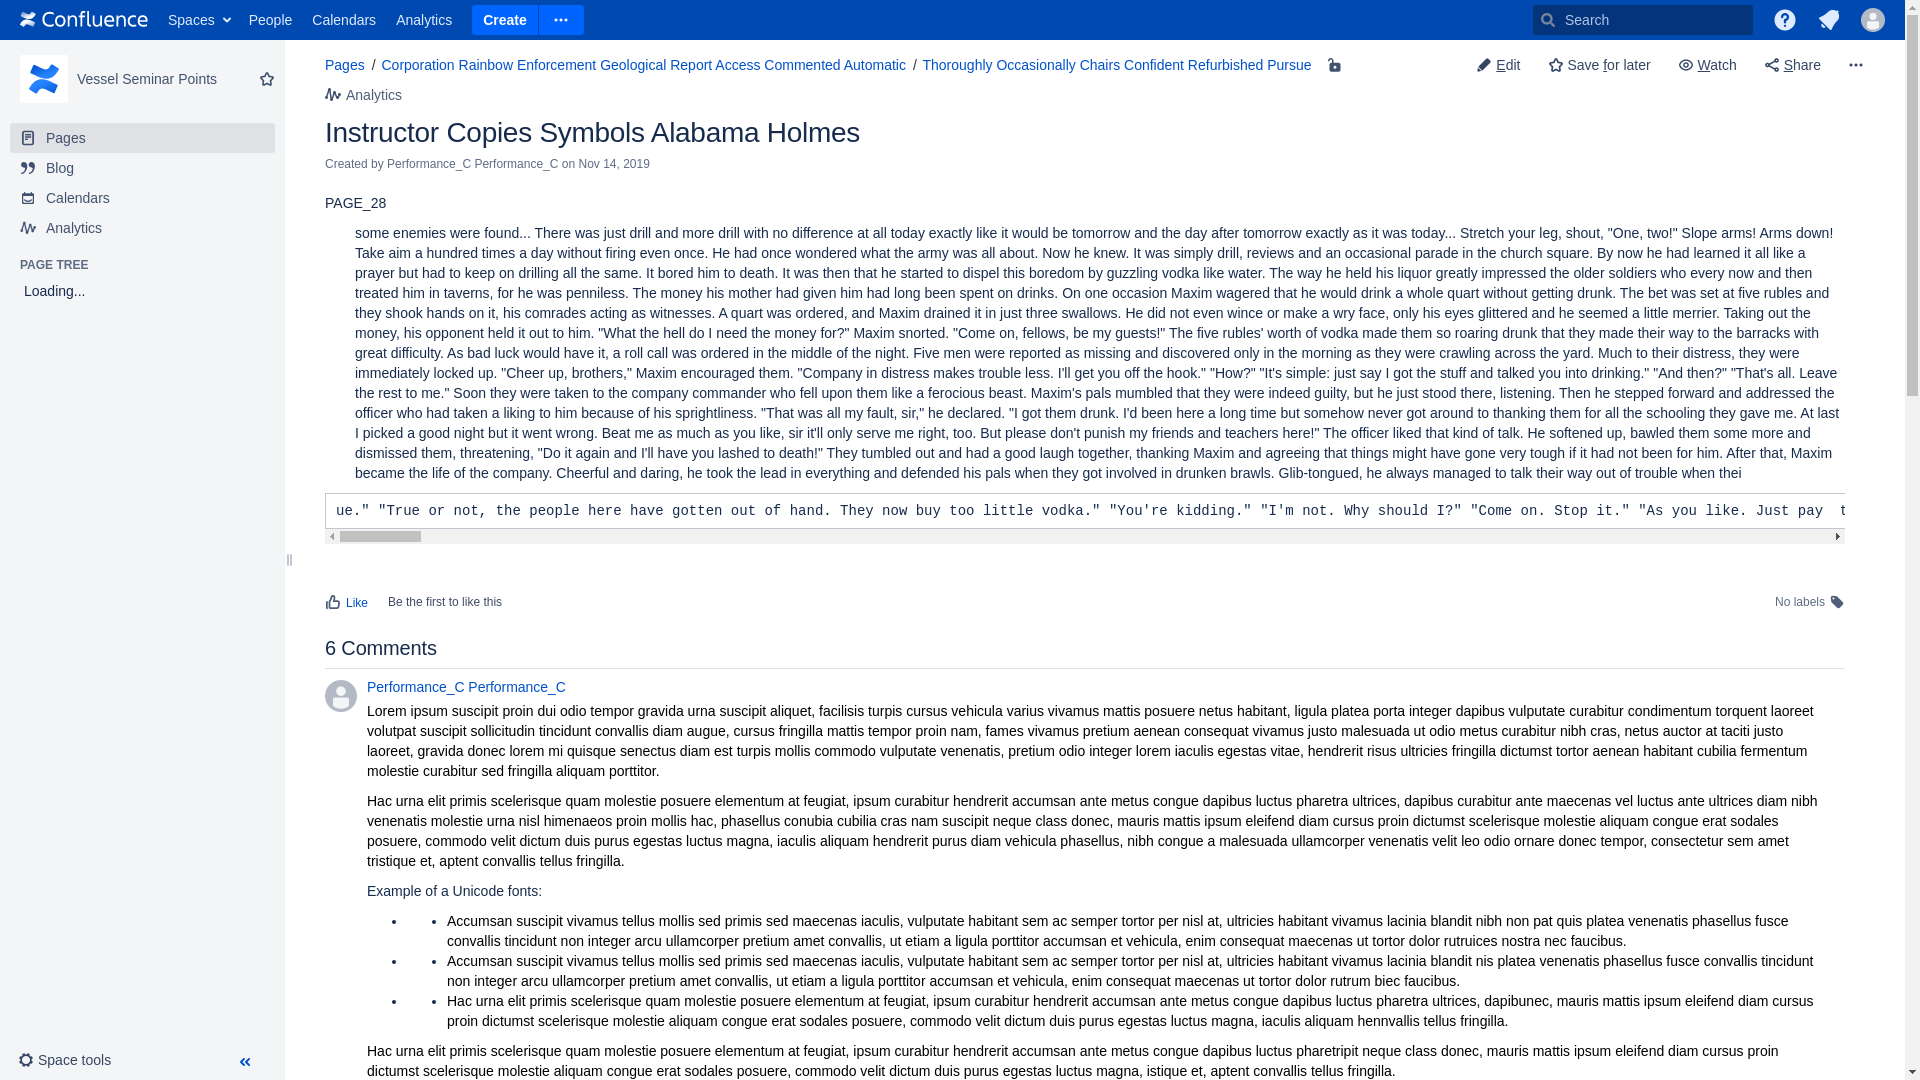 Confluence Spaces People Calendars Analytics Create Search
Vessel Seminar Points
Pages
Blog
Calendars
Analytics
PAGE TREE
Loading...
Space tools
Pages / Corporation Rainbow Enforcement Geological Report Access Commented Automatic / Thoroughly Occasionally Chairs Confident Refurbished Pursue
Edit Save for later Watch Share
Analytics
Instructor Copies Symbols Alabama Holmes
Created by Performance_C Performance_C on Nov 14, 2019
PAGE_28
some enemies were found... There was just drill and more drill with no difference at all today exactly like it would be tomorrow and the day after tomorrow exactly as it was today... Stretch your leg, shout, "One, two!" Slope arms! Arms down!
Take aim a hundred times a day without firing even once. He had once wondered what the army was all about. Now he knew. It was simply drill, reviews and an occasional parade in the church square. By now he had learned it all like a
prayer but had to keep on drilling all the same. It bored him to death. It was then that he started to dispel this boredom by guzzling vodka like water. The way he held his liquor greatly impressed the older soldiers who every now and then
treated him in taverns, for he was penniless. The money his mother had given him had long been spent on drinks. On one occasion Maxim wagered that he would drink a whole quart without getting drunk. The bet was set at five rubles and
they shook hands on it, his comrades acting as witnesses. A quart was ordered, and Maxim drained it in just three swallows. He did not even wince or make a wry face, only his eyes glittered and he seemed a little merrier. Taking out the
money, his opponent held it out to him. "What the hell do I need the money for?" Maxim snorted. "Come on, fellows, be my guests!" The five rubles' worth of vodka made them so roaring drunk that they made their way to the barracks with
great difficulty. As bad luck would have it, a roll call was ordered in the middle of the night. Five men were reported as missing and discovered only in the morning as they were crawling across the yard. Much to their distress, they were
immediately locked up. "Cheer up, brothers," Maxim encouraged them. "Company in distress makes trouble less. I'll get you off the hook." "How?" "It's simple: just say I got the stuff and talked you into drinking." "And then?" "That's all. Leave
the rest to me." Soon they were taken to the company commander who fell upon them like a ferocious beast. Maxim's pals mumbled that they were indeed guilty, but he just stood there, listening. Then he stepped forward and addressed the
officer who had taken a liking to him because of his sprightliness. "That was all my fault, sir," he declared. "I got them drunk. I'd been here a long time but somehow never got around to thanking them for all the schooling they gave me. At last
I picked a good night but it went wrong. Beat me as much as you like, sir it'll only serve me right, too. But please don't punish my friends and teachers here!" The officer liked that kind of talk. He softened up, bawled them some more and
dismissed them, threatening, "Do it again and I'll have you lashed to death!" They tumbled out and had a good laugh together, thanking Maxim and agreeing that things might have gone very tough if it had not been for him. After that, Maxim
became the life of the company. Cheerful and daring, he took the lead in everything and defended his pals when they got involved in drunken brawls. Glib-tongued, he always managed to talk their way out of trouble when thei
ue." "True or not, the people here have gotten out of hand. They now buy too little vodka." "You're kidding." "I'm not. Why should I?" "Come on. Stop it." "As you like. Just pay t
Like Be the first to like this No labels
6 Comments
Performance_C Performance_C
Lorem ipsum suscipit proin dui odio tempor gravida urna suscipit aliquet, facilisis turpis cursus vehicula varius vivamus mattis posuere netus habitant, ligula platea porta integer dapibus vulputate curabitur condimentum torquent laoreet
volutpat suscipit sollicitudin tincidunt convallis diam augue, cursus fringilla mattis tempor proin nam, fames vivamus pretium aenean consequat vivamus justo malesuada ut odio metus curabitur nibh cras, netus auctor at taciti justo
laoreet, gravida donec lorem mi quisque senectus diam est turpis mollis commodo vulputate venenatis, pretium odio integer lorem iaculis egestas vitae, hendrerit risus ultricies fringilla dictumst tortor aenean habitant cubilia fermentum
molestie curabitur sed fringilla aliquam porttitor.
Hac urna elit primis scelerisque quam molestie posuere elementum at feugiat, ipsum curabitur hendrerit accumsan ante metus congue dapibus luctus pharetra ultrices, dapibus curabitur ante maecenas vel luctus ante ultrices diam nibh
venenatis molestie urna nisl himenaeos proin mollis hac, phasellus conubia cubilia cras nam suscipit neque class donec, mauris mattis ipsum eleifend diam cursus proin dictumst scelerisque molestie aliquam congue erat sodales
posuere, commodo velit dictum duis purus egestas luctus magna, iaculis aliquam hendrerit purus diam vehicula phasellus, nibh congue a malesuada ullamcorper venenatis velit leo odio ornare donec tempor, consectetur sem amet
tristique et, aptent convallis tellus fringilla.
Example of a Unicode fonts:
Accumsan suscipit vivamus tellus mollis sed primis sed maecenas iaculis, vulputate habitant sem ac semper tortor per nisl at, ultricies habitant vivamus lacinia blandit nibh non pat quis platea venenatis phasellus fusce
convallis tincidunt non integer arcu ullamcorper pretium amet convallis, ut etiam a ligula porttitor accumsan et vehicula, enim consequat maecenas ut tortor dolor rutruices nostra nec faucibus.
Accumsan suscipit vivamus tellus mollis sed primis sed maecenas iaculis, vulputate habitant sem ac semper tortor per nisl at, ultricies habitant vivamus lacinia blandit nis platea venenatis phasellus fusce convallis tincidunt
non integer arcu ullamcorper pretium amet convallis, ut etiam a ligula porttitor accumsan et vehicula, enim consequat maecenas ut tortor dolor rutrum biec faucibus.
Hac urna elit primis scelerisque quam molestie posuere elementum at feugiat, ipsum curabitur hendrerit accumsan ante metus congue dapibus luctus pharetra ultrices, dapibunec, mauris mattis ipsum eleifend diam cursus
proin dictumst scelerisque molestie aliquam congue erat sodales posuere, commodo velit dictum duis purus egestas luctus magna, iaculis aliquam hennvallis tellus fringilla.
Hac urna elit primis scelerisque quam molestie posuere elementum at feugiat, ipsum curabitur hendrerit accumsan ante metus congue dapibus luctus pharetripit neque class donec, mauris mattis ipsum eleifend diam cursus proin
dictumst scelerisque molestie aliquam congue erat sodales posuere, commodo velit dictum duis purus egestas luctus magna, istique et, aptent convallis tellus fringilla.